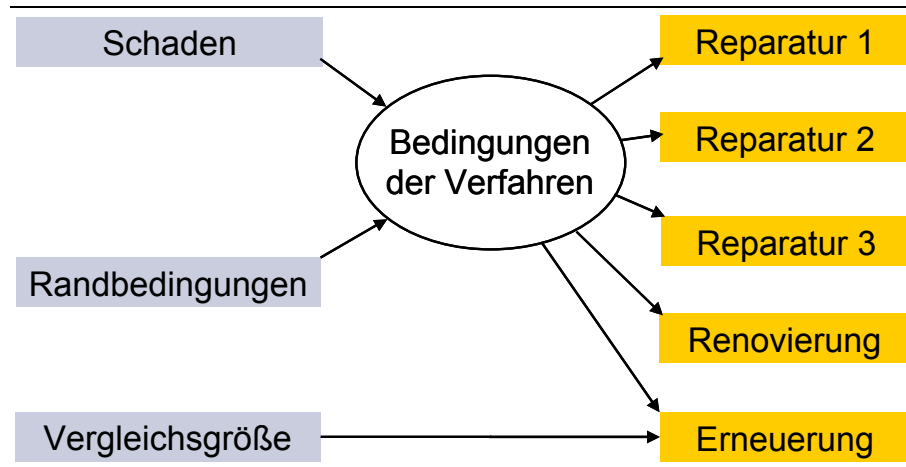 Schaden
Randbedingungen
Vergleichsgröße
Bedingungen
der Verfahren
Reparatur 1
Reparatur 2
Reparatur 3
Renovierung
Erneuerung